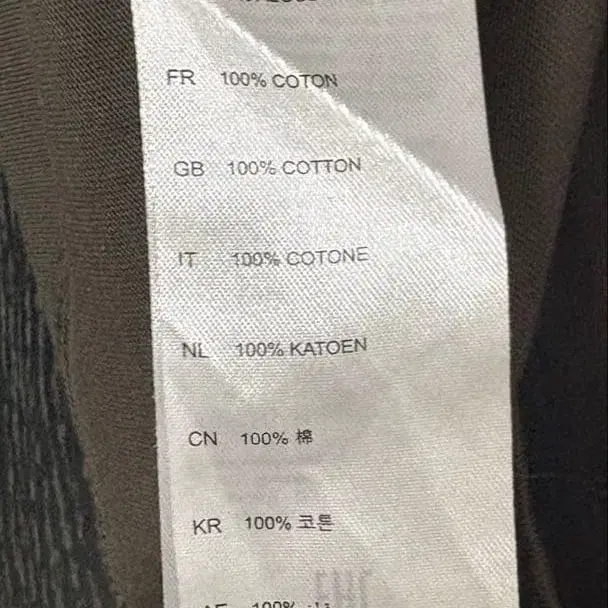 FR 100% COTON
GB 100% COTTON
IT 100% COTONE
NL 100% KATOEN
CN 100% 棉
KR 100% 코튼
100%